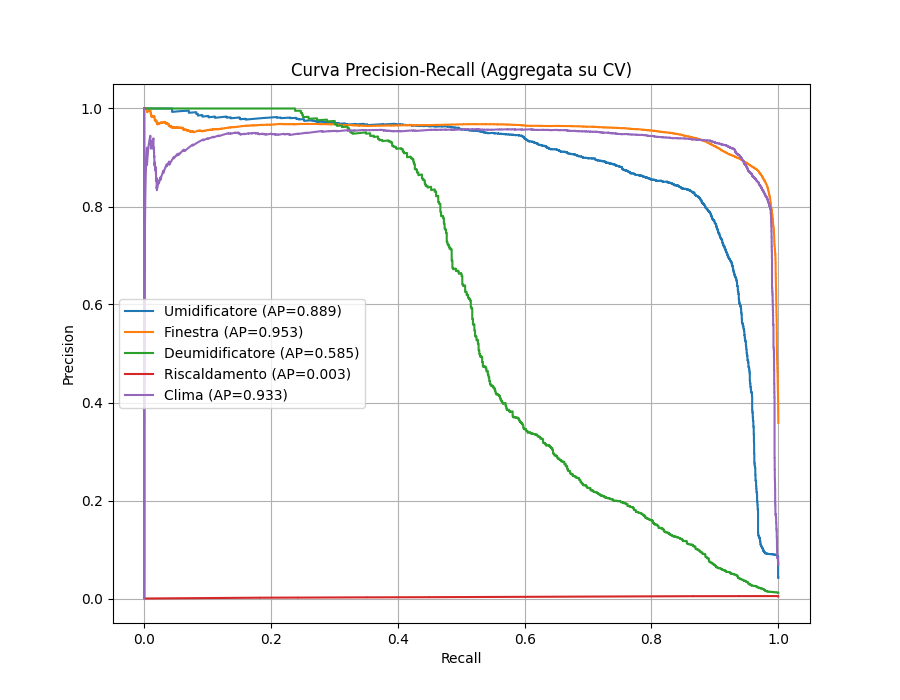 Curva Precision-Recall (Aggregata su CV)
1.0
0.8
0.6
0.4
0.2
0.0
Precision
Umidificatore (AP=0.889)
Finestra (AP=0.953)
Deumidificatore (AP=0.585)
Riscaldamento (AP=0.003)
Clima (AP=0.933)
0.0 0.2 0.4 0.6 0.8 1.0
Recall